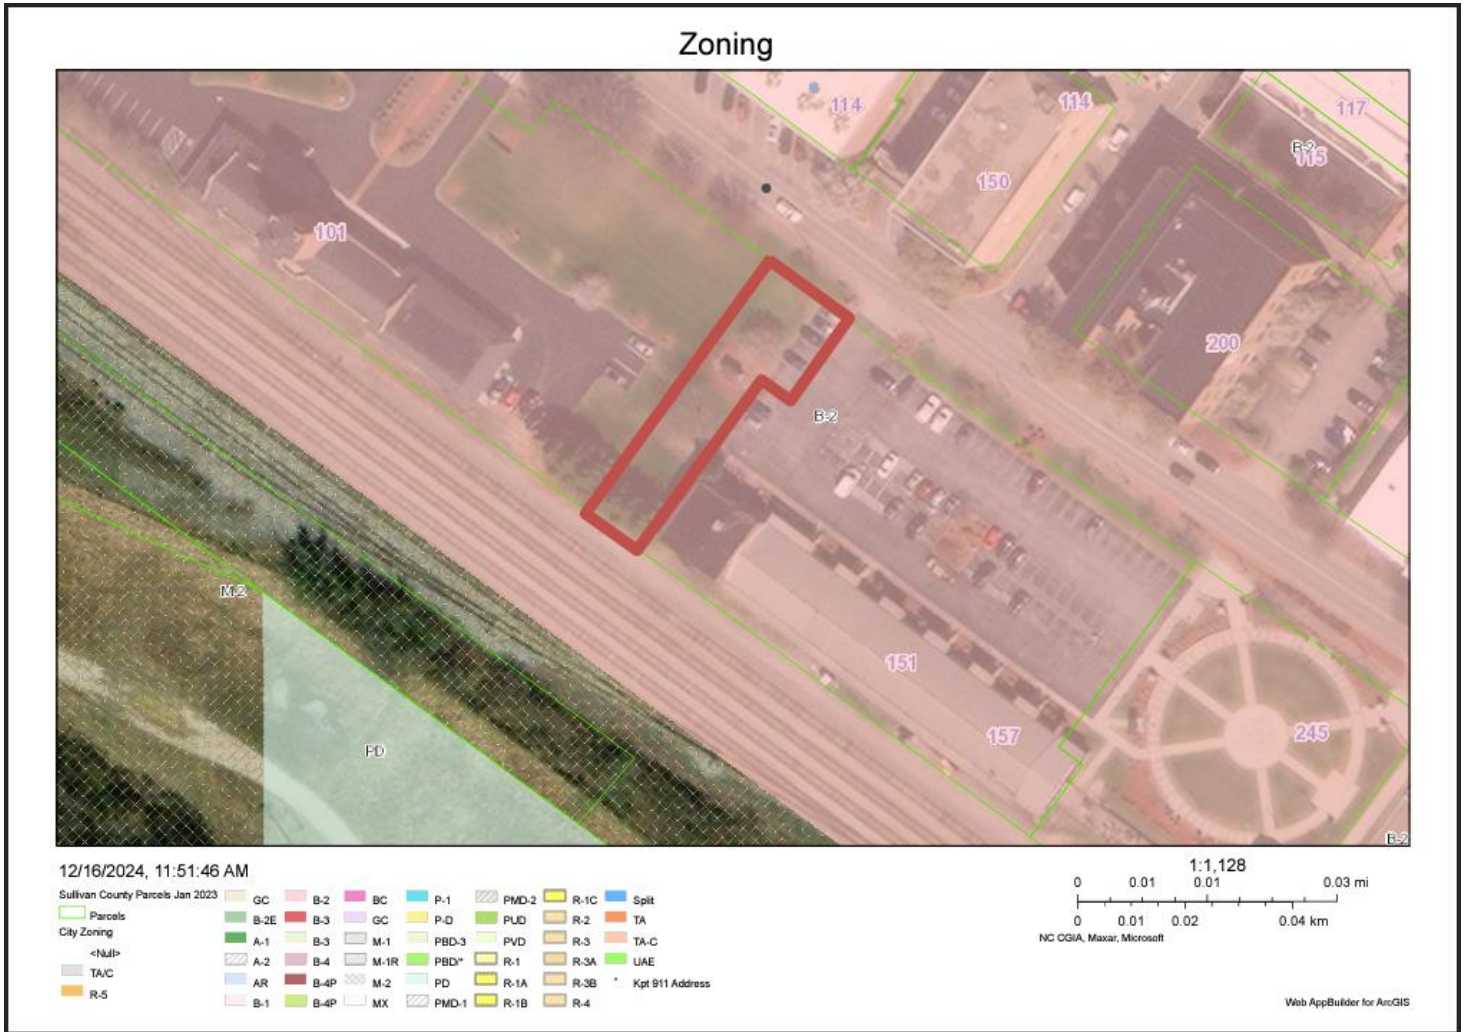 Zoning
114
114
117
B-2
115
150
101
200
B-2
M-2
151
157
245
PD
B-2
12/16/2024, 11:51:46 AM
Sullivan County Parcels Jan 2023
Parcels
City Zoning
<Null>
TA/C
R-5
GC
B-2E
A-1
A-2
AR
B-1
B-2
B-3
B-3
B-4
B-4P
B-4P
BC
GC
M-1
M-1R
M-2
MX
P-1
P-D
PBD-3
PBD/*
PD
PMD-1
PMD-2
PUD
PVD
R-1
R-1A
R-1B
R-1C
R-2
R-3
R-3A
R-3B
R-4
Split
TA
TA-C
UAE
Kpt 911 Address
1:1,128
0 0.01 0.01 0.03 mi
0 0.01 0.02 0.04 km
NC CGIA, Maxar, Microsoft
Web AppBuilder for ArcGIS